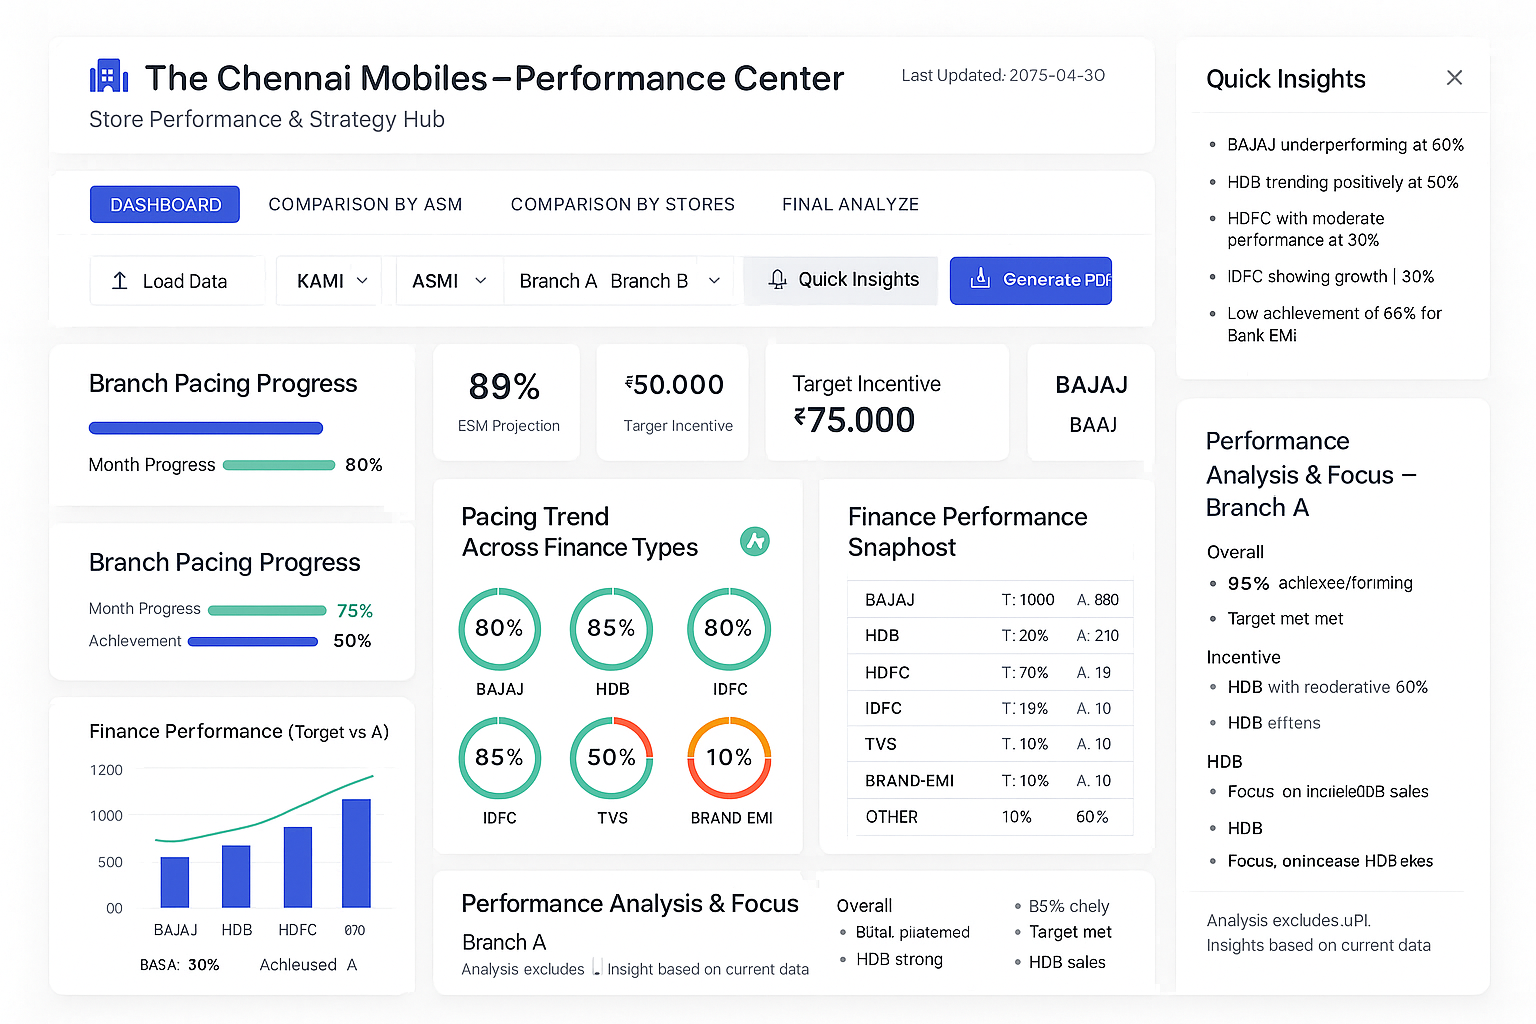 The Chennai Mobiles–Performance Center
Last Updated: 2075-04-30
Store Performance & Strategy Hub
DASHBOARD
COMPARISON BY ASM
COMPARISON BY STORES
FINAL ANALYZE
Load Data
KAMI
ASMI
Branch A Branch B
Quick Insights
Generate PDF
Branch Pacing Progress
Month Progress 80%
89%
ESM Projection
₹50.000
Targer Incentive
Target Incentive
₹75.000
BAJAJ
BAAJ
Branch Pacing Progress
Month Progress 75%
Achlevement 50%
Finance Performance (Torget vs A)
1200
1000
500
00
BAJAJ HDB HDFC 070
BASA: 30% Achleused A
Pacing Trend
Across Finance Types
80% 85% 80%
BAJAJ HDB IDFC
85% 50% 10%
IDFC TVS BRAND EMI
Finance Performance
Snaphost
BAJAJ T: 1000 A. 880
HDB T: 20% A: 210
HDFC T: 70% A. 19
IDFC T: 19% A. 10
TVS T. 10% A. 10
BRAND-EMI T: 10% A. 10
OTHER 10% 60%
Performance Analysis & Focus
Branch A
Analysis excludes Insight based on current data
Overall
• Bütal. piiatemed
• HDB strong
• B5% chely
• Target met
• HDB sales
Quick Insights
• BAJAJ underperforming at 60%
• HDB trending positively at 50%
• HDFC with moderate
performance at 30%
• IDFC showing growth | 30%
• Low achlevement of 66% for
Bank EMi
Performance
Analysis & Focus –
Branch A
Overall
• 95% achlexee/forming
• Target met met
Incentive
• HDB with reoderative 60%
• HDB efftens
HDB
• Focus on inciiele0DB sales
• HDB
• Focus, onincease HDB ekes
Analysis excludes.uPl.
Insights based on current data